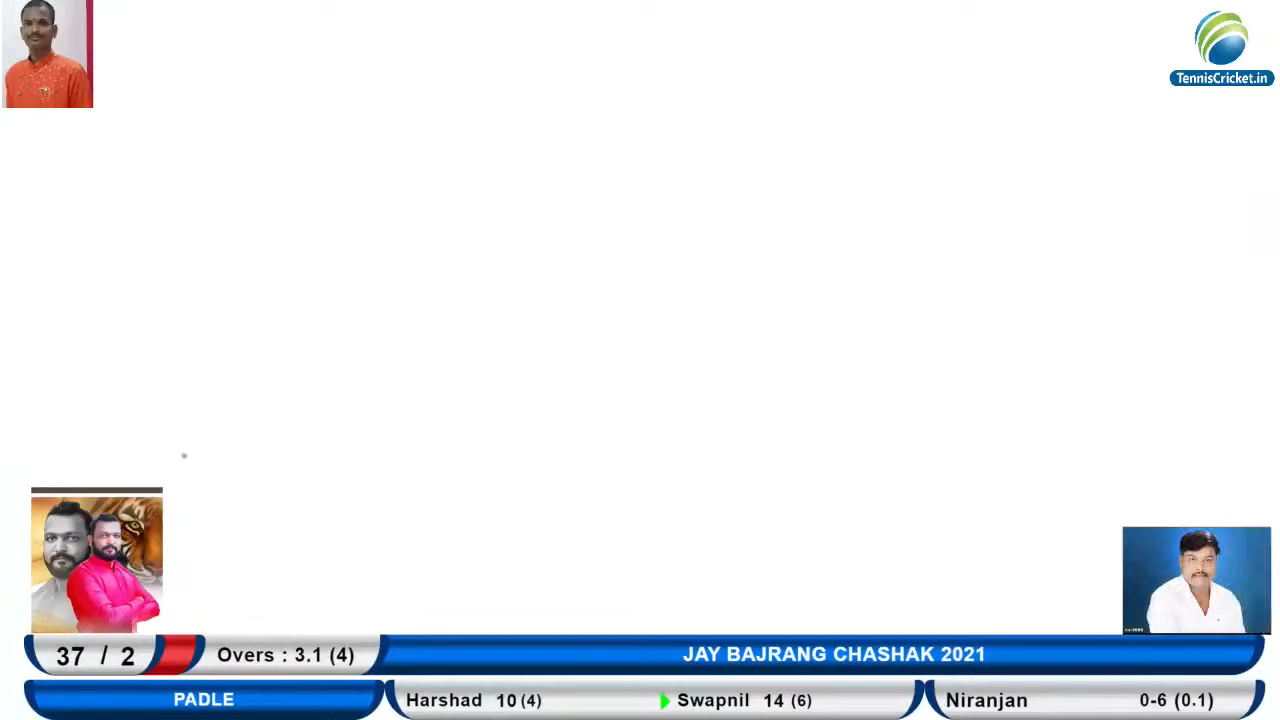 TennisCricket.in
37 / 2
Overs : 3.1 (4)
JAY BAJRANG CHASHAK 2021
PADLE
Harshad 10 (4)
Swapnil 14 (6)
Niranjan 0-6 (0.1)